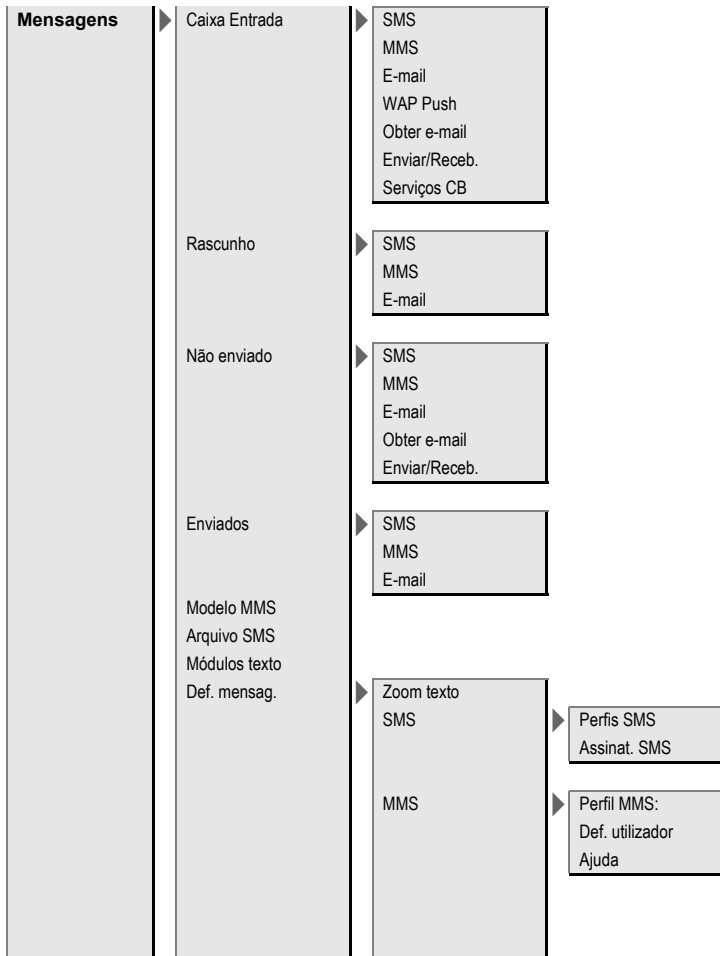 Mensagens
Caixa Entrada
SMS
MMS
E-mail
WAP Push
Obter e-mail
Enviar/Receb.
Serviços CB
Rascunho
SMS
MMS
E-mail
Não enviado
SMS
MMS
E-mail
Obter e-mail
Enviar/Receb.
Enviados
SMS
MMS
E-mail
Modelo MMS
Arquivo SMS
Módulos texto
Def. mensag.
Zoom texto
SMS
Perfis SMS
Assinat. SMS
MMS
Perfil MMS:
Def. utilizador
Ajuda